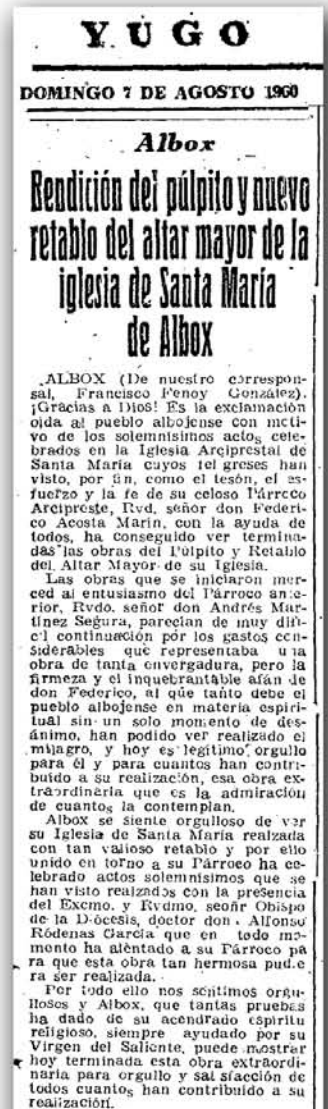 YUGO
DOMINGO 7 DE AGOSTO 1960
Albox
Rendición del púlpito y nuevo
retablo del altar mayor de la
iglesia de Santa María
de Albox
ALBOX (De nuestro correspon-
sal, Francisco Fenoy González).
¡Gracias a Dios! Es la exclamación
oida al pueblo albojense con moti-
vo de los solemnísimos actos cele-
brados en la Iglesia Arciprestal de
Santa María cuyos feligreses han
visto, por fin, como el tesón, el es-
fuerzo y la fe de su celoso Párroco
Arcipreste, Rvd. señor don Federi-
co Acosta Marín, con la ayuda de
todos, ha conseguido ver termina-
das las obras del Púlpito y Retablo
del Altar Mayor de su Iglesia.
Las obras que se iniciaron mer-
ced al entusiasmo del Párroco ante-
rior, Rvdo. señor don Andrés Mar-
tínez Segura, parecían de muy difi-
cil continuación por los gastos con-
siderables que representaba una
obra de tanta envergadura, pero la
firmeza y el inquebrantable afán de
don Federico, al que tanto debe el
pueblo albojense en materia espiri-
tual sin un solo momento de des-
ánimo, han podido ver realizado el
milagro, y hoy es legítimo orgullo
para él y para cuantos han contri-
buido a su realización, esa obra ex-
traordinaria que es la admiración
de cuantos la contemplan.
Albox se siente orgulloso de ver
su Iglesia de Santa María realzada
con tan valioso retablo y por ello
unido en torno a su Párroco ha ce-
lebrado actos solemnísimos que se
han visto realzados con la presencia
del Excmo. y Rvdmo. seoñr Obispo
de la Diócesis, doctor don Alfonso
Ródenas García que en todo mo-
mento ha alentado a su Párroco pa
ra que esta obra tan hermosa pudie
ra ser realizada.
Por todo ello nos sentimos orgu-
llosos y Albox, que tantas pruebas
ha dado de su acendrado espíritu
religioso, siempre ayudado por su
Virgen del Saliente, puede mostrar
hoy terminada esta obra extraordi-
naria para orgullo y satisfacción de
todos cuantos han contribuido a su
realización.